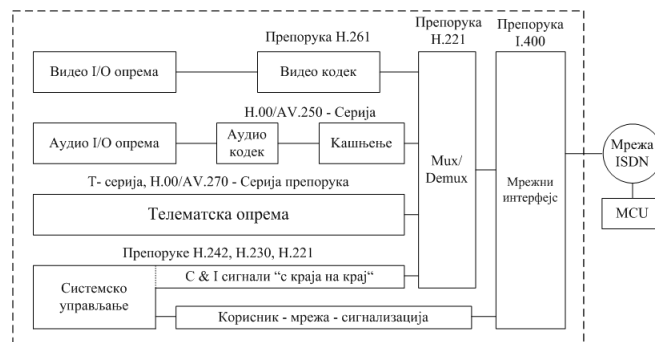 Препорука H.261
Препорука
H.221
Препорука
I.400
Видео I/O опрема
Видео кодек
H.00/AV.250 - Серија
Аудио I/O опрема
Аудио
кодек
Кашњење
Mux/
Demux
Мрежни
интерфејс
Мрежа
ISDN
MCU
Т- серија, H.00/AV.270 - Серија препорука
Телематска опрема
Препоруке H.242, H.230, H.221
Системско
управљање
C & I сигнали “с краја на крај“
Корисник - мрежа - сигнализација